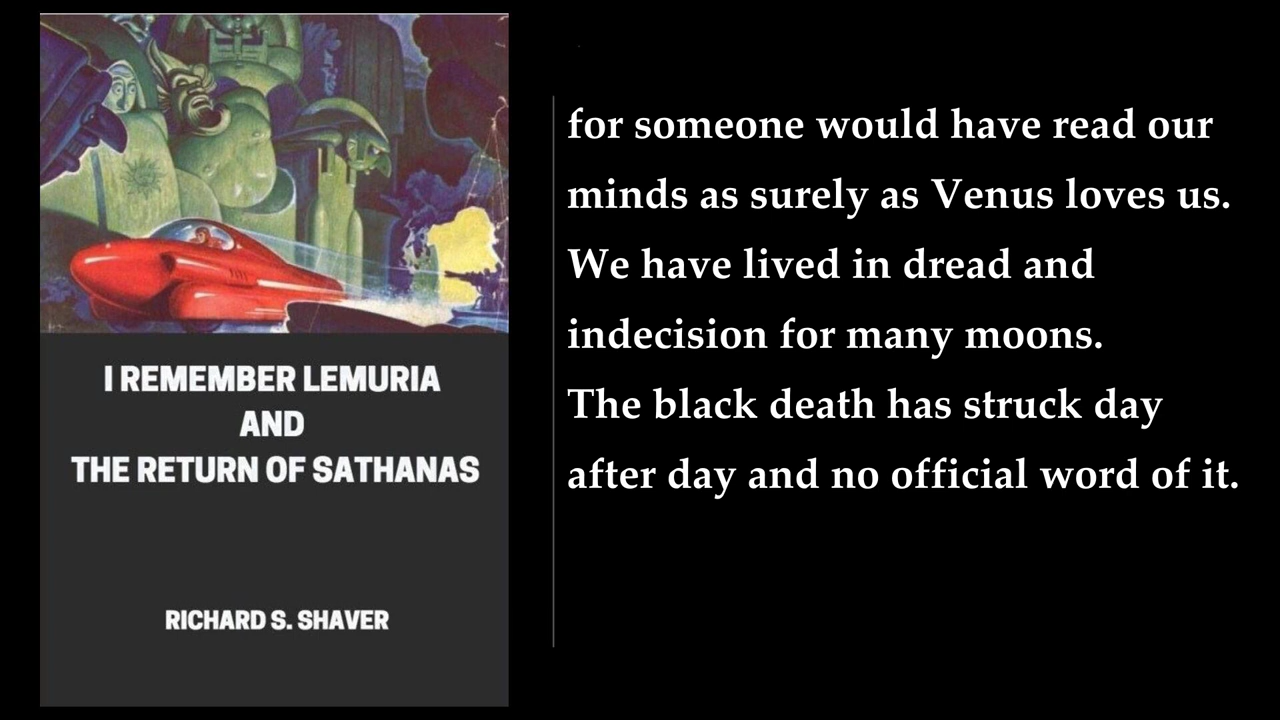 I REMEMBER LEMURIA
AND
THE RETURN OF SATHANAS
RICHARD S. SHAVER
for someone would have read our
minds as surely as Venus loves us.
We have lived in dread and
indecision for many moons.
The black death has struck day
after day and no official word of it.